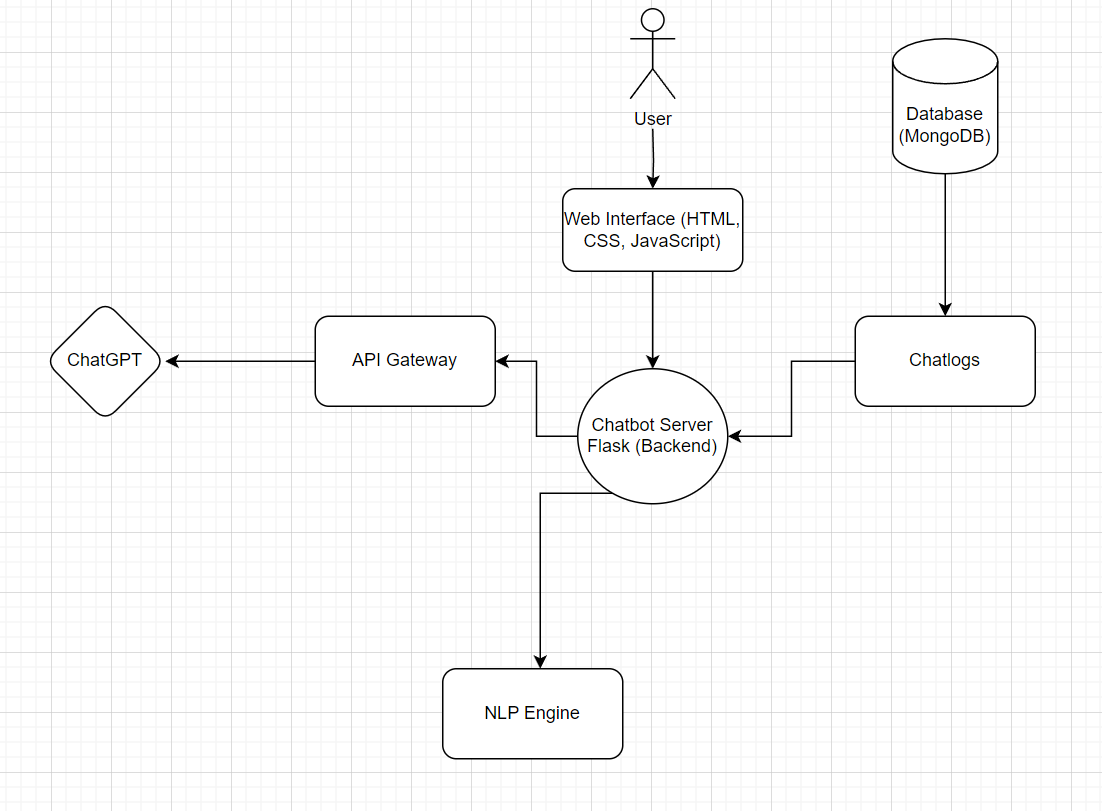 User
Database
(MongoDB)
Web Interface (HTML,
CSS, JavaScript)
ChatGPT
API Gateway
Chatlogs
Chatbot Server
Flask (Backend)
NLP Engine